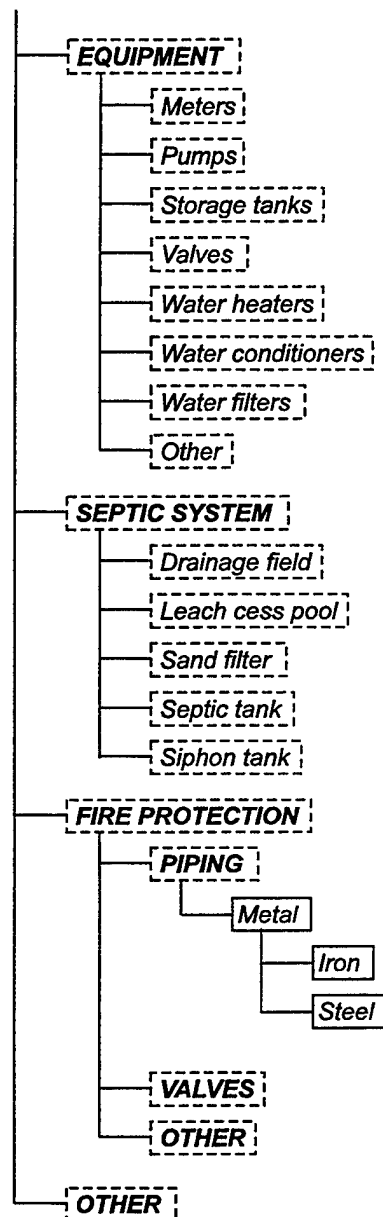 EQUIPMENT
Meters
Pumps
Storage tanks
Valves
Water heaters
Water conditioners
Water filters
Other
SEPTIC SYSTEM
Drainage field
Leach cess pool
Sand filter
Septic tank
Siphon tank
FIRE PROTECTION
PIPING
Metal
Iron
Steel
VALVES
OTHER
OTHER